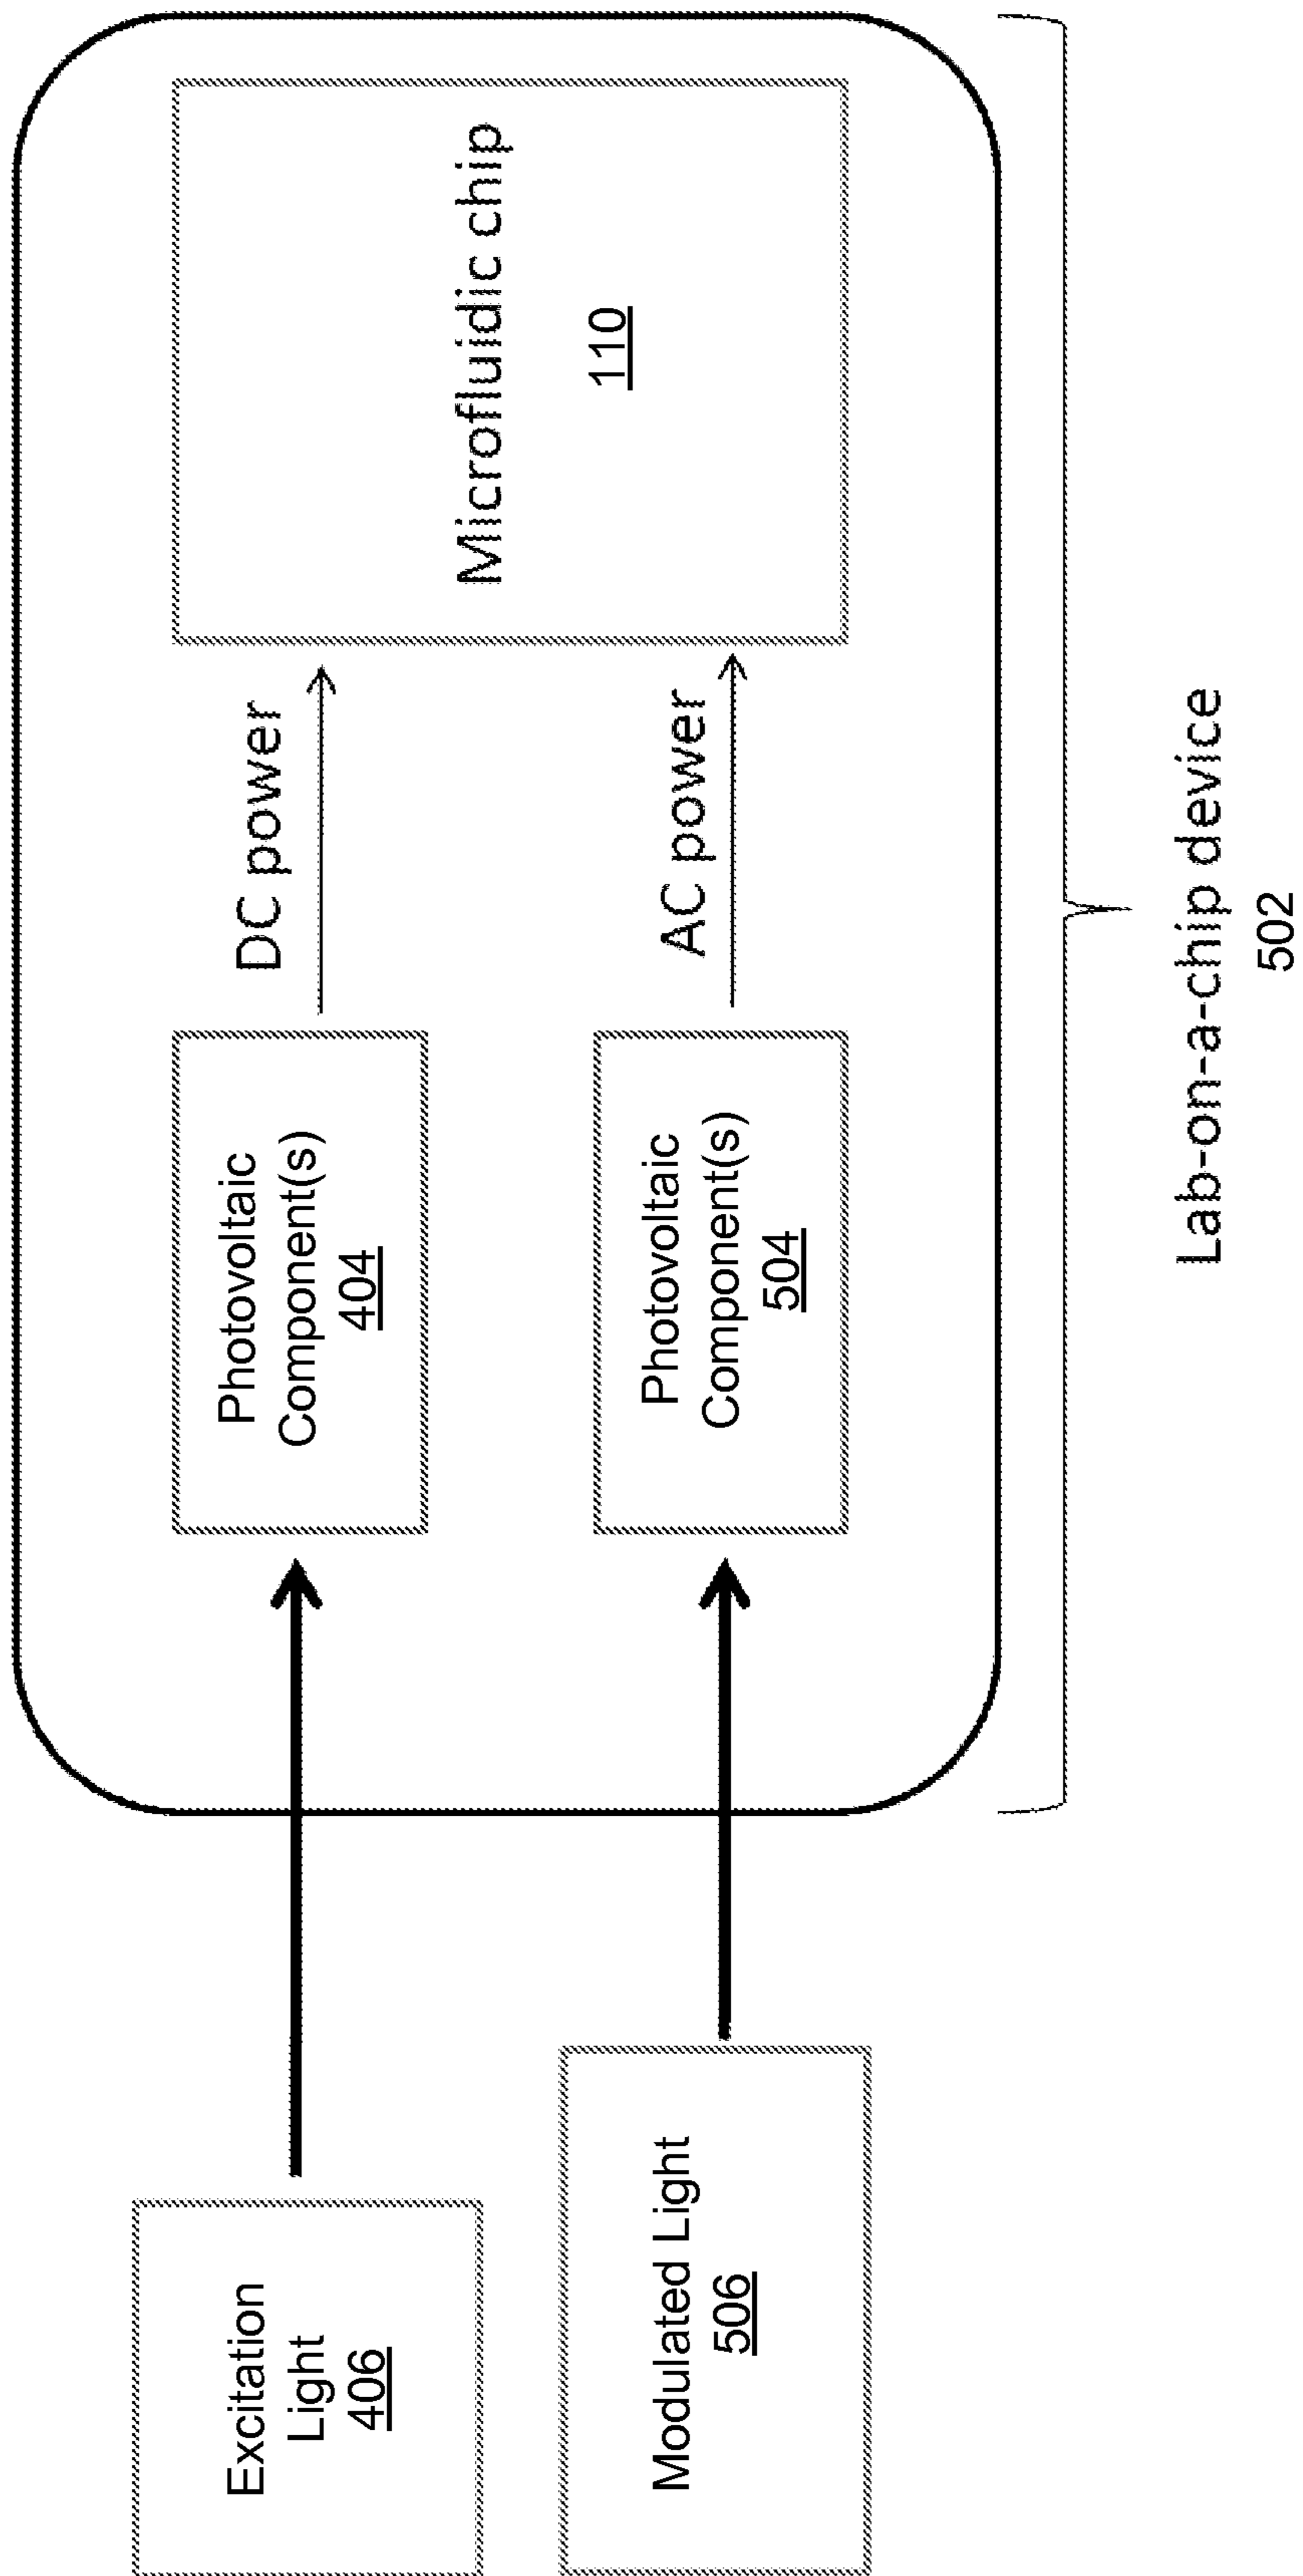 Excitation
Light
406
Photovoltaic
Component(s)
404
DC power
Microfluidic chip
110
Modulated Light
506
Photovoltaic
Component(s)
504
AC power
Lab-on-a-chip device
502